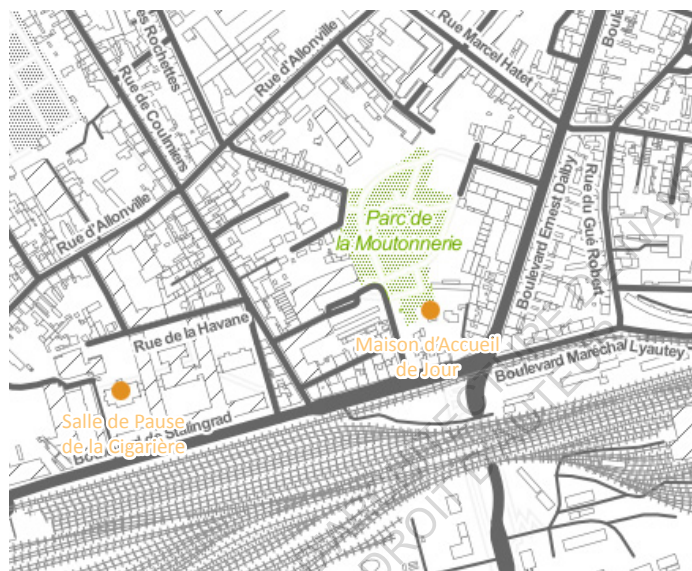 Rue Marcel Hatet
Boule
es Rochettes
Rue d'Allonville
Rue de Coulmiers
Parc de
la Moutonnerie
Boulevard Ernest Dalby
Rue du Gué Robert
Rue d'Allonville
Rue de la Havane
Maison d'Accueil
de Jour
Boulevard Maréchal Lyautey
Salle de Pause
de la Cigarière
de Stalingrad